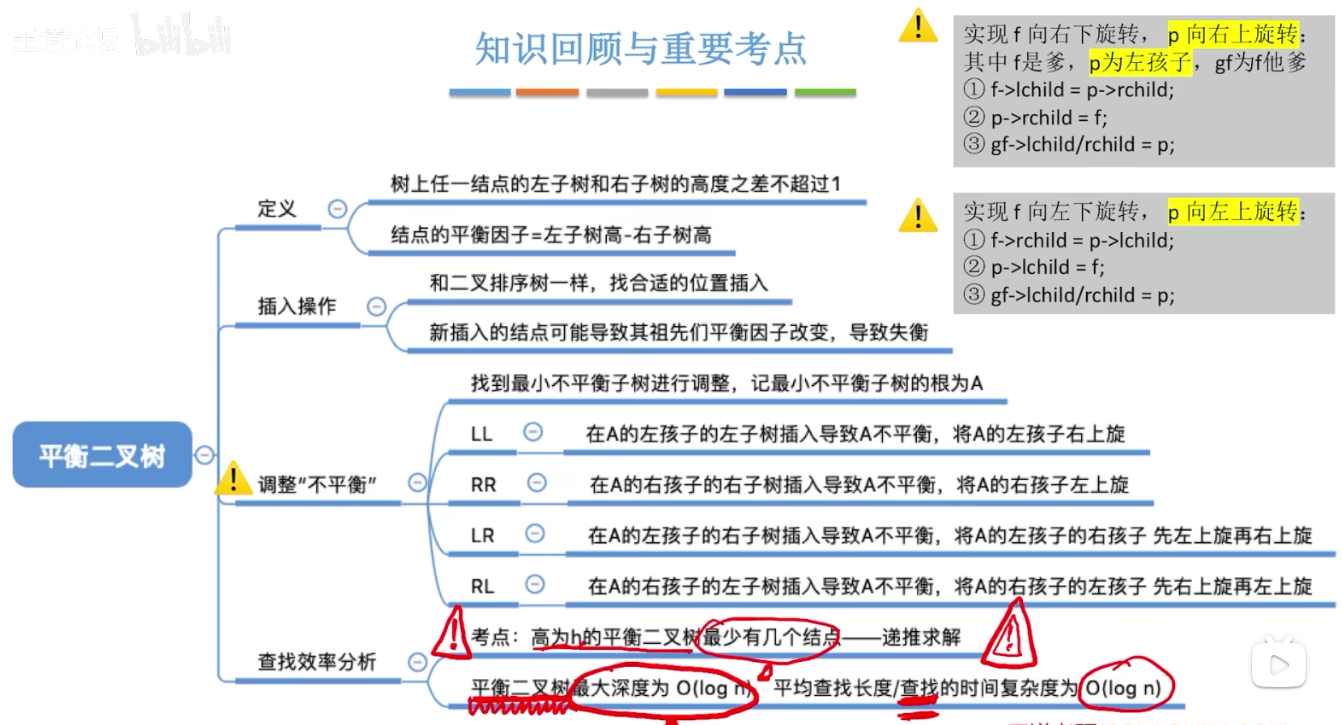 bilibili
知识回顾与重要考点
实现 f 向右下旋转， p 向右上旋转：
其中 f是爹，p为左孩子，gf为f他爹
① f->lchild = p->rchild;
② p->rchild = f;
③ gf->lchild/rchild = p;
实现 f 向左下旋转， p 向左上旋转：
① f->rchild = p->lchild;
② p->lchild = f;
③ gf->lchild/rchild = p;
平衡二叉树
定义
树上任一结点的左子树和右子树的高度之差不超过1
结点的平衡因子=左子树高-右子树高
插入操作
和二叉排序树一样，找合适的位置插入
新插入的结点可能导致其祖先们平衡因子改变，导致失衡
调整“不平衡”
找到最小不平衡子树进行调整，记最小不平衡子树的根为A
LL 在A的左孩子的左子树插入导致A不平衡，将A的左孩子右上旋
RR 在A的右孩子的右子树插入导致A不平衡，将A的右孩子左上旋
LR 在A的左孩子的右子树插入导致A不平衡，将A的左孩子的右孩子 先左上旋再右上旋
RL 在A的右孩子的左子树插入导致A不平衡，将A的右孩子的左孩子 先右上旋再左上旋
查找效率分析
考点：高为h的平衡二叉树最少有几个结点——递推求解
平衡二叉树最大深度为 O(log n) 平均查找长度/查找的时间复杂度为 O(log n)